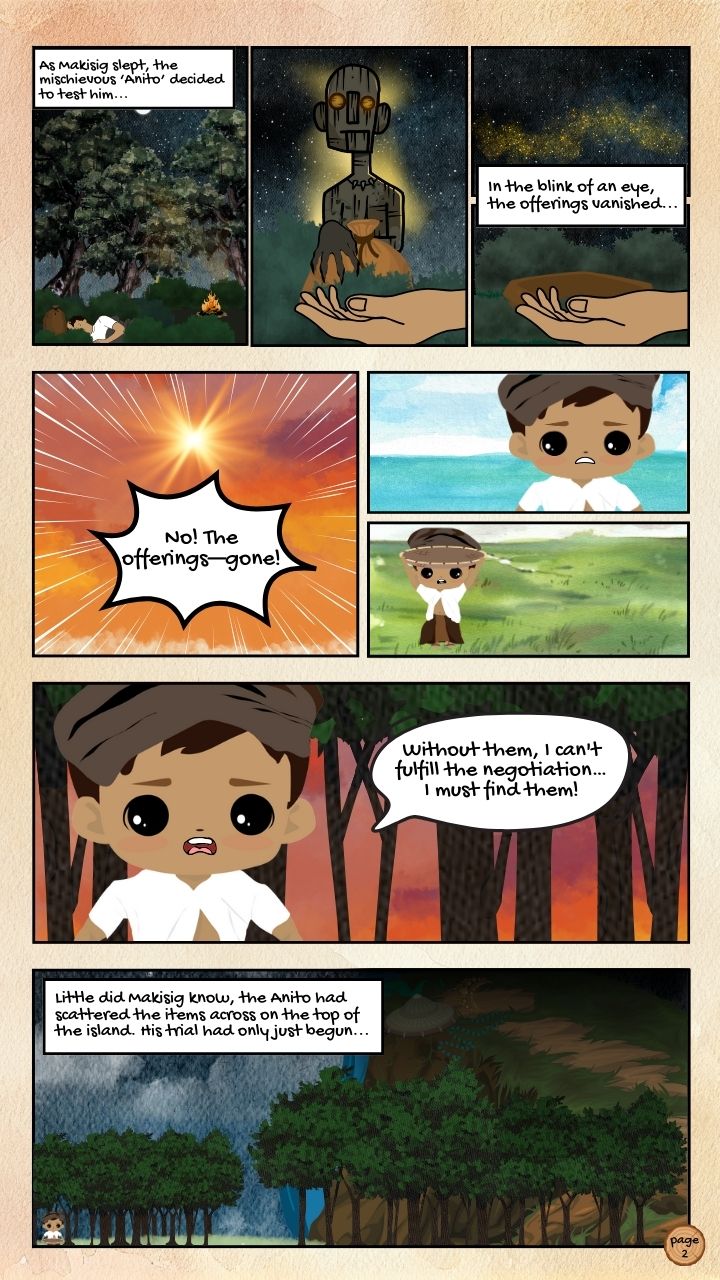 As Makisig slept, the
mischievous 'Anito' decided
to test him...
In the blink of an eye,
the offerings vanished...
No! The
offerings—gone!
Without them, I can't
fulfill the negotiation...
I must find them!
Little did Makisig know, the Anito had
scattered the items across on the top of
the island. His trial had only just begun...
page
2